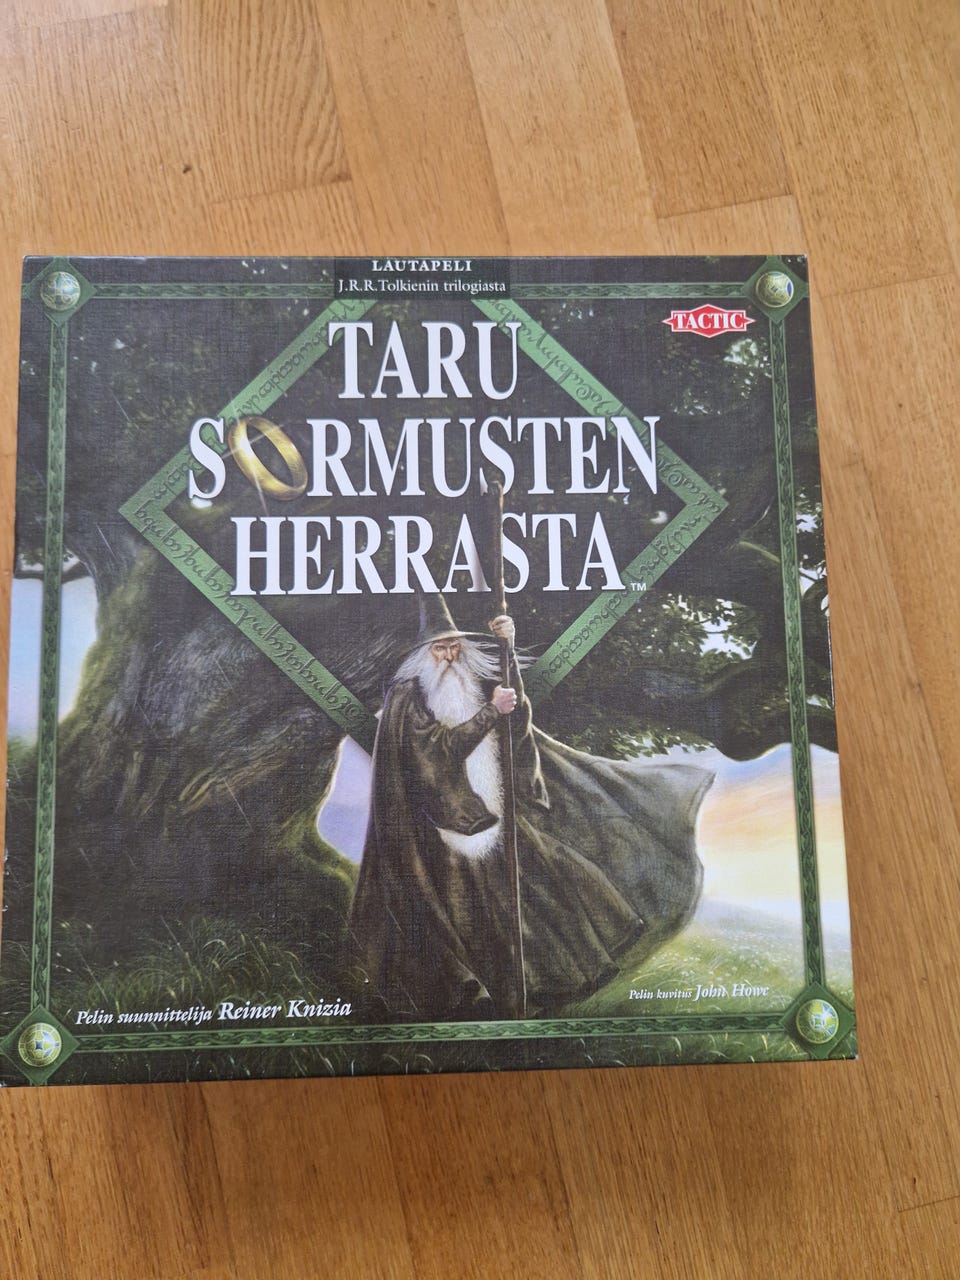 LAUTAPELI
J.R.R.Tolkienin trilogiasta
TACTIC
TARU
SORMUSTEN
HERRASTA™
Pelin suunnittelija Reiner Knizia
Pelin kuvitus John Howe